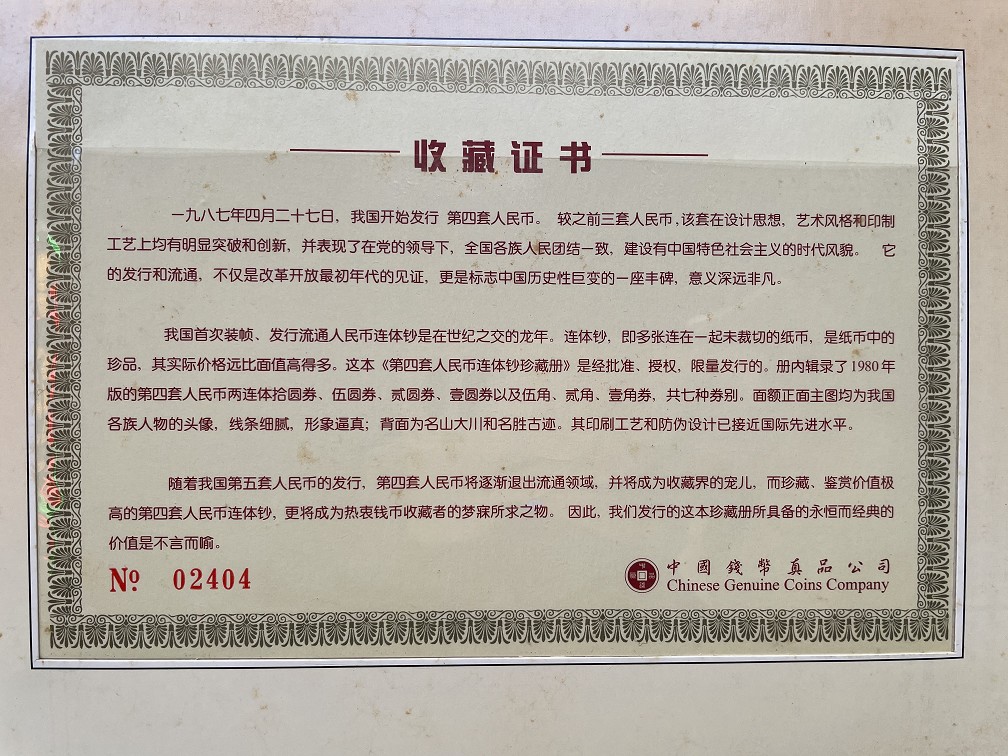 收藏证书
一九八七年四月二十七日，我国开始发行 第四套人民币。 较之前三套人民币，该套在设计思想，艺术风格和印制
工艺上均有明显突破和创新，并表现了在党的领导下，全国各族人民团结一致，建设有中国特色社会主义的时代风貌。 它
的发行和流通，不仅是改革开放最初年代的见证，更是标志中国历史性巨变的一座丰碑，意义深远非凡。
我国首次装帧、发行流通人民币连体钞是在世纪之交的龙年。连体钞，即多张连在一起未裁切的纸币，是纸币中的
珍品，其实际价格远比面值高得多。这本《第四套人民币连体钞珍藏册》是经批准、授权，限量发行的。册内辑录了1980年
版的第四套人民币两连体拾圆券、伍圆券、贰圆券、壹圆券以及伍角、贰角、壹角券，共七种券别。面额正面主图均为我国
各族人物的头像，线条细腻，形象逼真；背面为名山大川和名胜古迹。其印刷工艺和防伪设计已接近国际先进水平。
随着我国第五套人民币的发行，第四套人民币将逐渐退出流通领域，并将成为收藏界的宠儿，而珍藏、鉴赏价值极
高的第四套人民币连体钞，更将成为热衷钱币收藏者的梦寐所求之物。 因此，我们发行的这本珍藏册所具备的永恒而经典的
价值是不言而喻。
№ 02404
中國錢幣真品公司
Chinese Genuine Coins Company